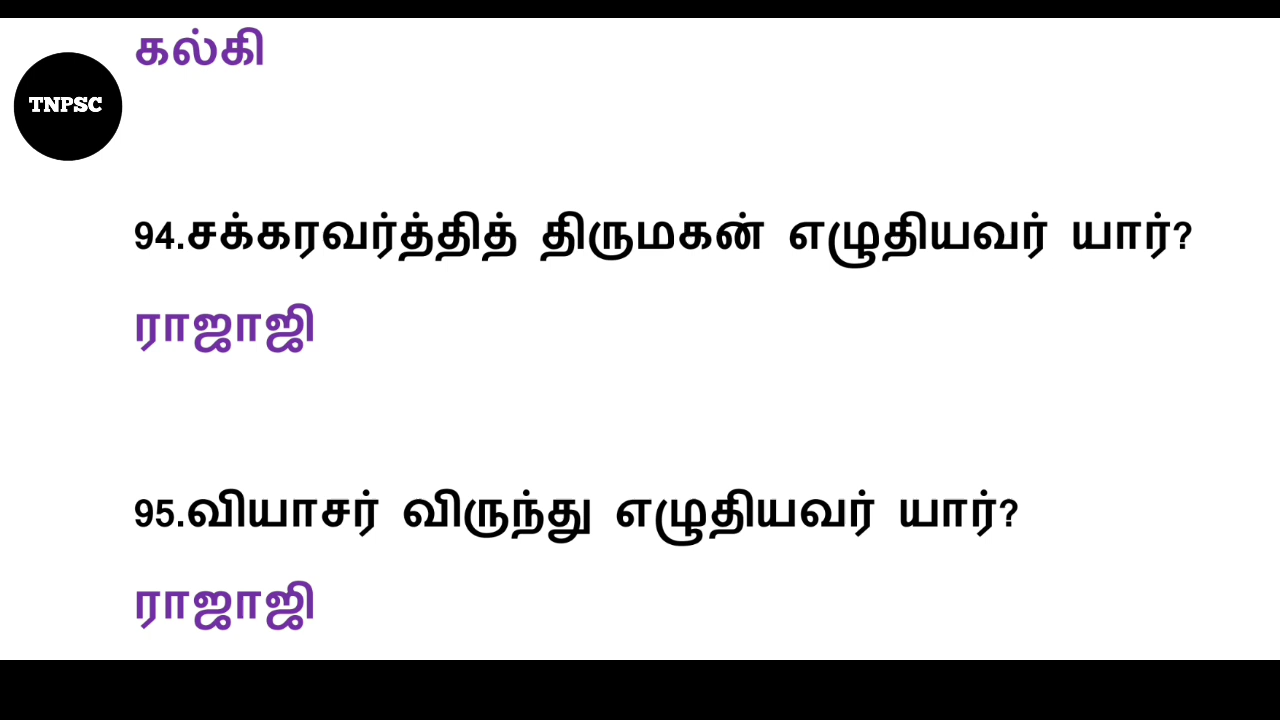 கல்கி
TNPSC
94.சக்கரவர்த்தித் திருமகன் எழுதியவர் யார்?
ராஜாஜி
95.வியாசர் விருந்து எழுதியவர் யார்?
ராஜாஜி